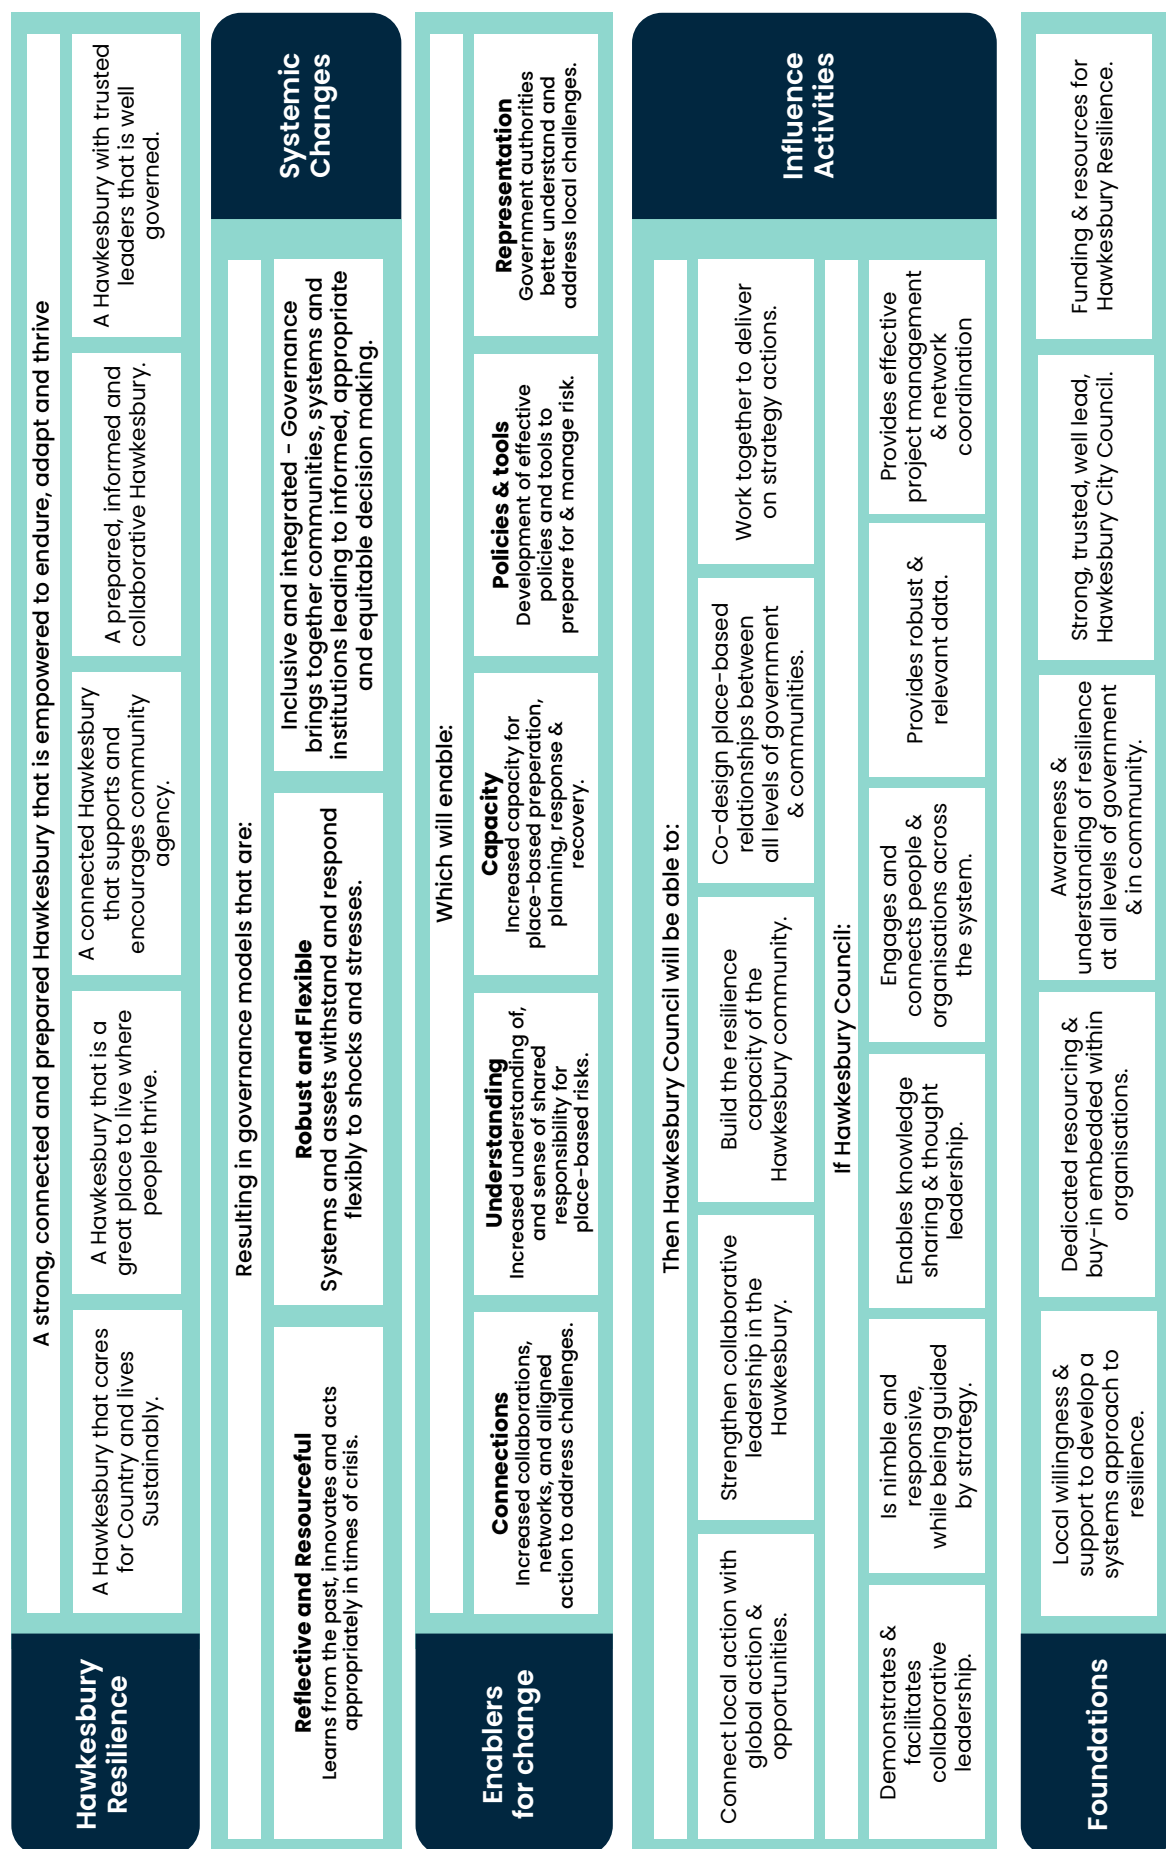 Hawkesbury
Resilience
A strong, connected and prepared Hawkesbury that is empowered to endure, adapt and thrive
A Hawkesbury that cares
for Country and lives
Sustainably.
A Hawkesbury that is a
great place to live where
people thrive.
A connected Hawkesbury
that supports and
encourages community
agency.
A prepared, informed and
collaborative Hawkesbury.
A Hawkesbury with trusted
leaders that is well
governed.
Systemic
Changes
Resulting in governance models that are:
Reflective and Resourceful
Learns from the past, innovates and acts
appropriately in times of crisis.
Robust and Flexible
Systems and assets withstand and respond
flexibly to shocks and stresses.
Inclusive and integrated - Governance
brings together communities, systems and
institutions leading to informed, appropriate
and equitable decision making.
Enablers
for change
Which will enable:
Connections
Increased collaborations,
networks, and alligned
action to address challenges.
Understanding
Increased understanding of,
and sense of shared
responsibility for
place-based risks.
Capacity
Increased capacity for
place-based preperation,
planning, response &
recovery.
Policies & tools
Development of effective
policies and tools to
prepare for & manage risk.
Representation
Government authorities
better understand and
address local challenges.
Influence
Activities
Then Hawkesbury Council will be able to:
Connect local action with
global action &
opportunities.
Strengthen collaborative
leadership in the
Hawkesbury.
Build the resilience
capacity of the
Hawkesbury community.
Co-design place-based
relationships between
all levels of government
& communities.
Work together to deliver
on strategy actions.
If Hawkesbury Council:
Demonstrates &
facilitates
collaborative
leadership.
Is nimble and
responsive,
while being guided
by strategy.
Enables knowledge
sharing & thought
leadership.
Engages and
connects people &
organisations across
the system.
Provides robust &
relevant data.
Provides effective
project management
& network
coordination
Foundations
Local willingness &
support to develop a
systems approach to
resilience.
Dedicated resourcing &
buy-in embedded within
organisations.
Awareness &
understanding of resilience
at all levels of government
& in community.
Strong, trusted, well lead,
Hawkesbury City Council.
Funding & resources for
Hawkesbury Resilience.